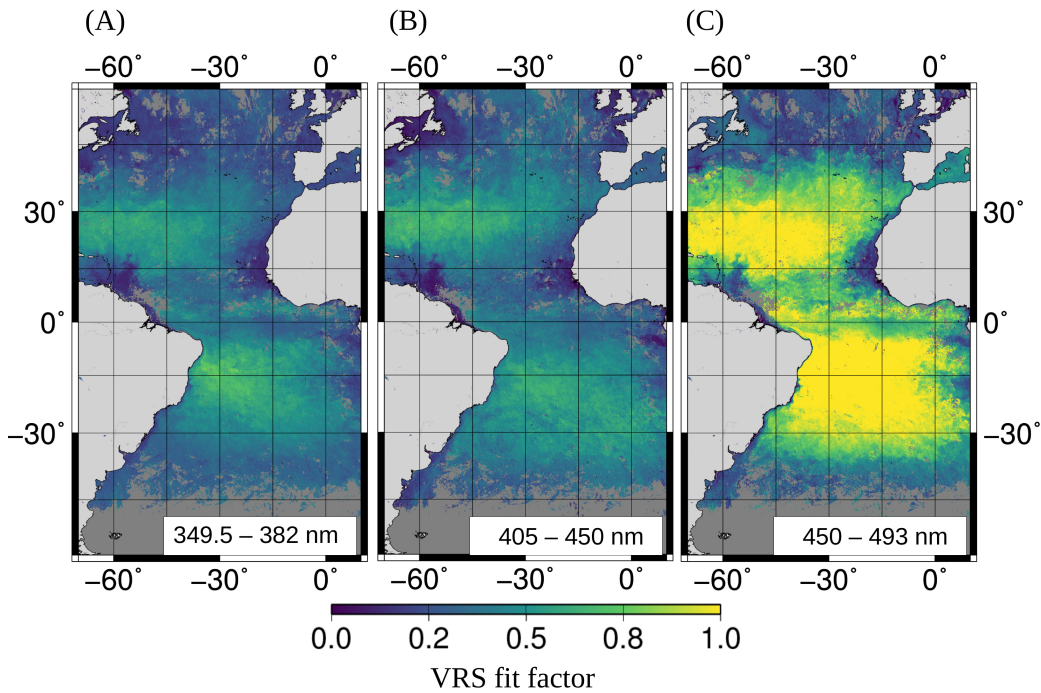 (A) (B) (C)
−60° −30° 0° −60° −30° 0° −60° −30° 0°
30° 30°
0° 0°
−30° −30°
349.5 – 382 nm 405 – 450 nm 450 – 493 nm
−60° −30° 0° −60° −30° 0° −60° −30° 0°
0.0 0.2 0.5 0.8 1.0
VRS fit factor